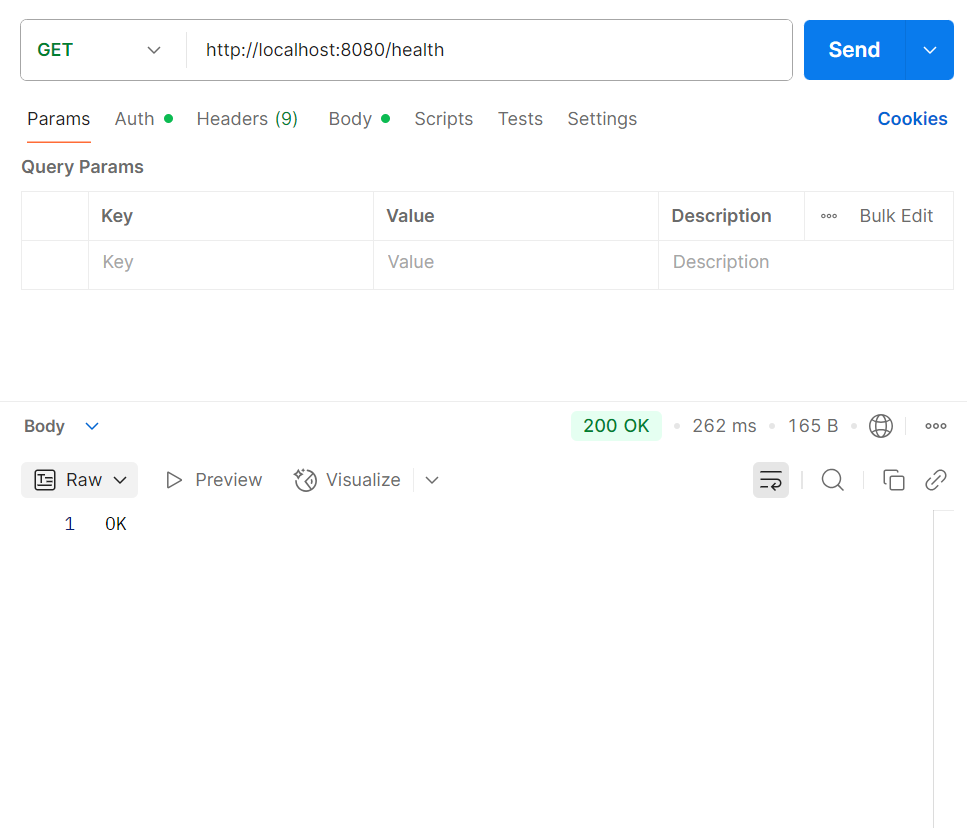 GET http://localhost:8080/health Send
Params Auth Headers (9) Body Scripts Tests Settings Cookies
Query Params
Key Value Description Bulk Edit
Key Value Description
Body 200 OK 262 ms 165 B
Raw Preview Visualize
1 OK